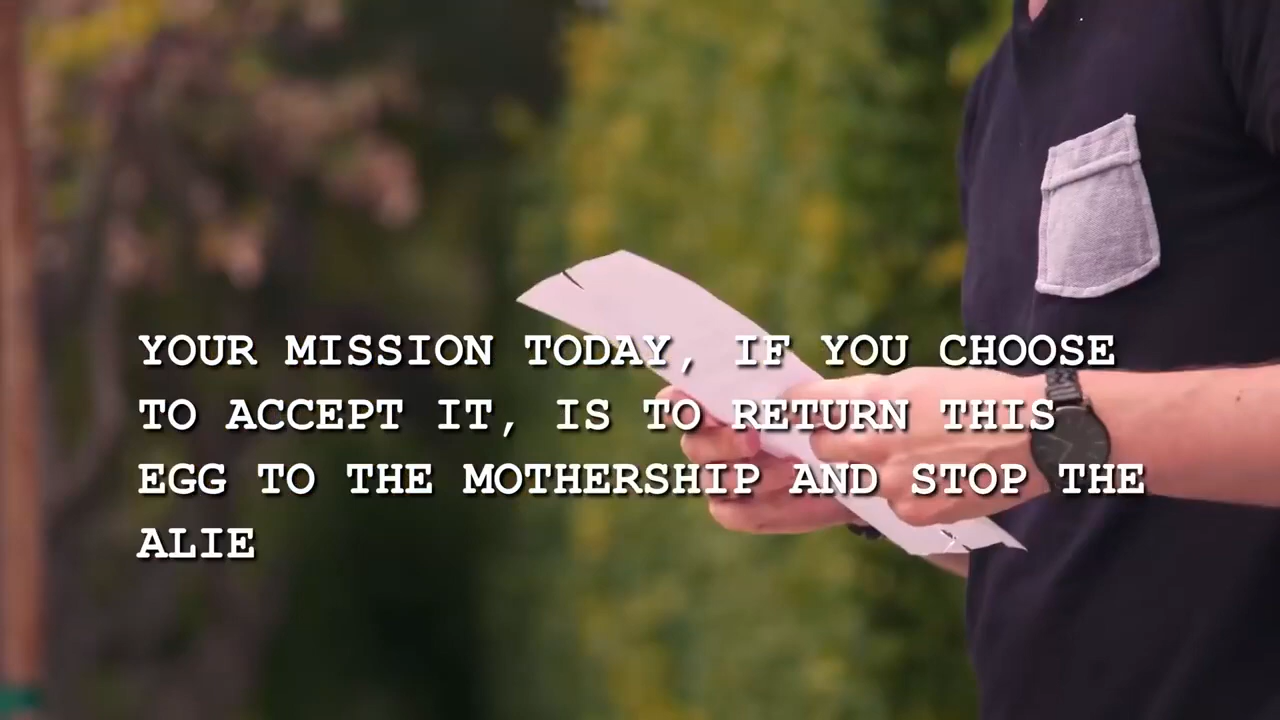 YOUR MISSION TODAY, IF YOU CHOOSE
TO ACCEPT IT, IS TO RETURN THIS
EGG TO THE MOTHERSHIP AND STOP THE
ALIE